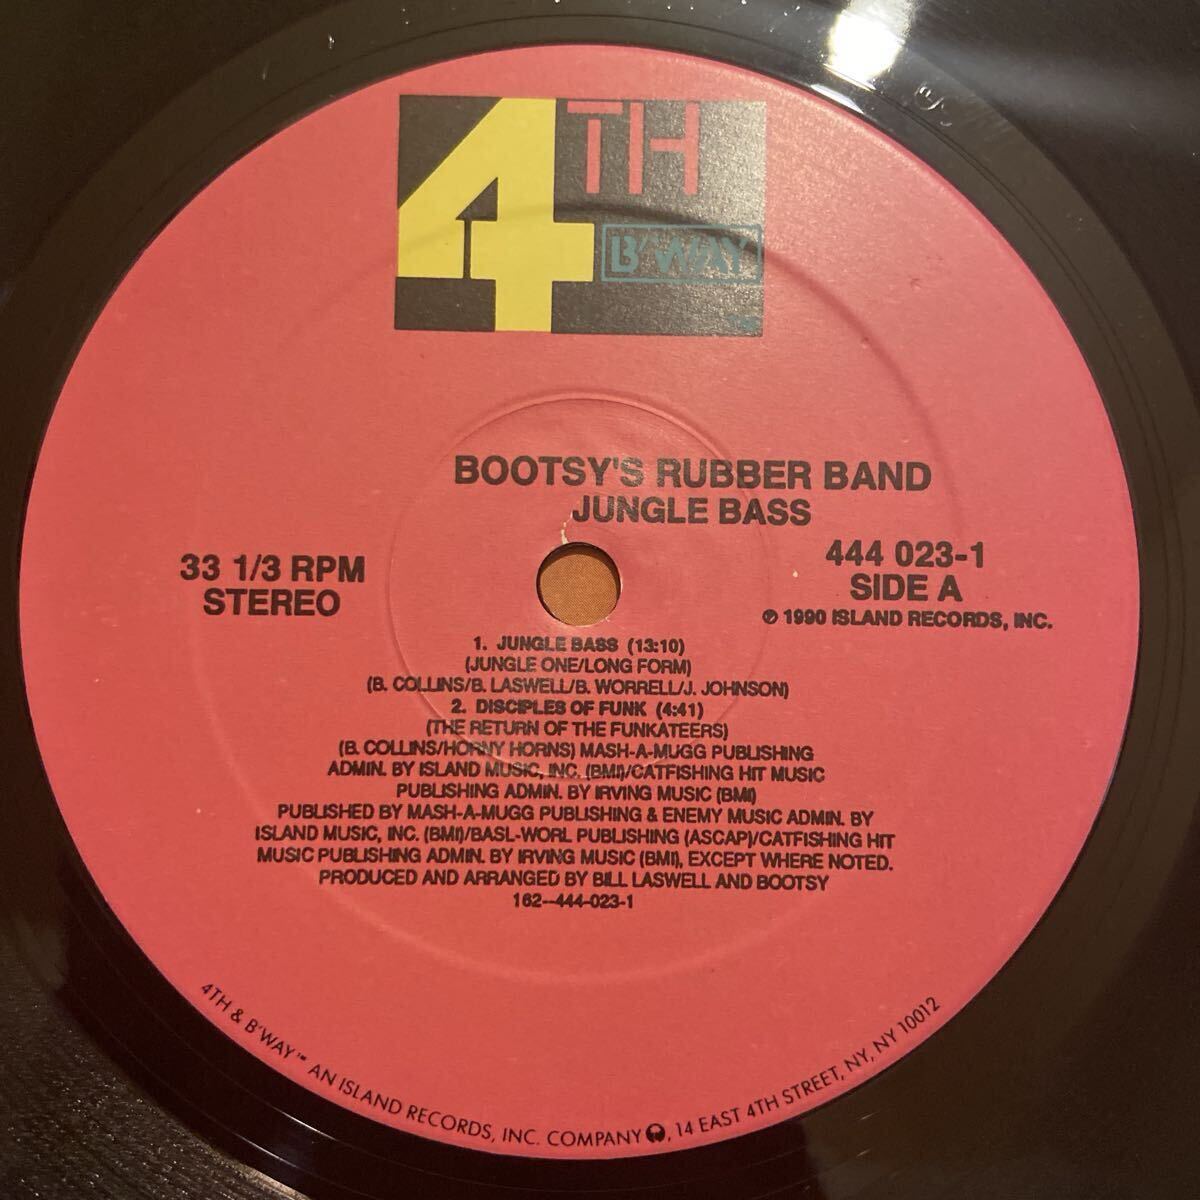 4TH
B'WAY
BOOTSY'S RUBBER BAND
JUNGLE BASS
33 1/3 RPM
STEREO
444 023-1
SIDE A
℗ 1990 ISLAND RECORDS, INC.
1. JUNGLE BASS (13:10)
(JUNGLE ONE/LONG FORM)
(B. COLLINS/B. LASWELL/B. WORRELL/J. JOHNSON)
2. DISCIPLES OF FUNK (4:41)
(THE RETURN OF THE FUNKATEERS)
(B. COLLINS/HORNY HORNS) MASH-A-MUGG PUBLISHING
ADMIN. BY ISLAND MUSIC, INC. (BMI)/CATFISHING HIT MUSIC
PUBLISHING ADMIN. BY IRVING MUSIC (BMI)
PUBLISHED BY MASH-A-MUGG PUBLISHING & ENEMY MUSIC ADMIN. BY
ISLAND MUSIC, INC. (BMI)/BASL-WORL PUBLISHING (ASCAP)/CATFISHING HIT
MUSIC PUBLISHING ADMIN. BY IRVING MUSIC (BMI), EXCEPT WHERE NOTED.
PRODUCED AND ARRANGED BY BILL LASWELL AND BOOTSY
162--444-023-1
4TH & B'WAY™ AN ISLAND RECORDS, INC. COMPANY, 14 EAST 4TH STREET, NY, NY 10012